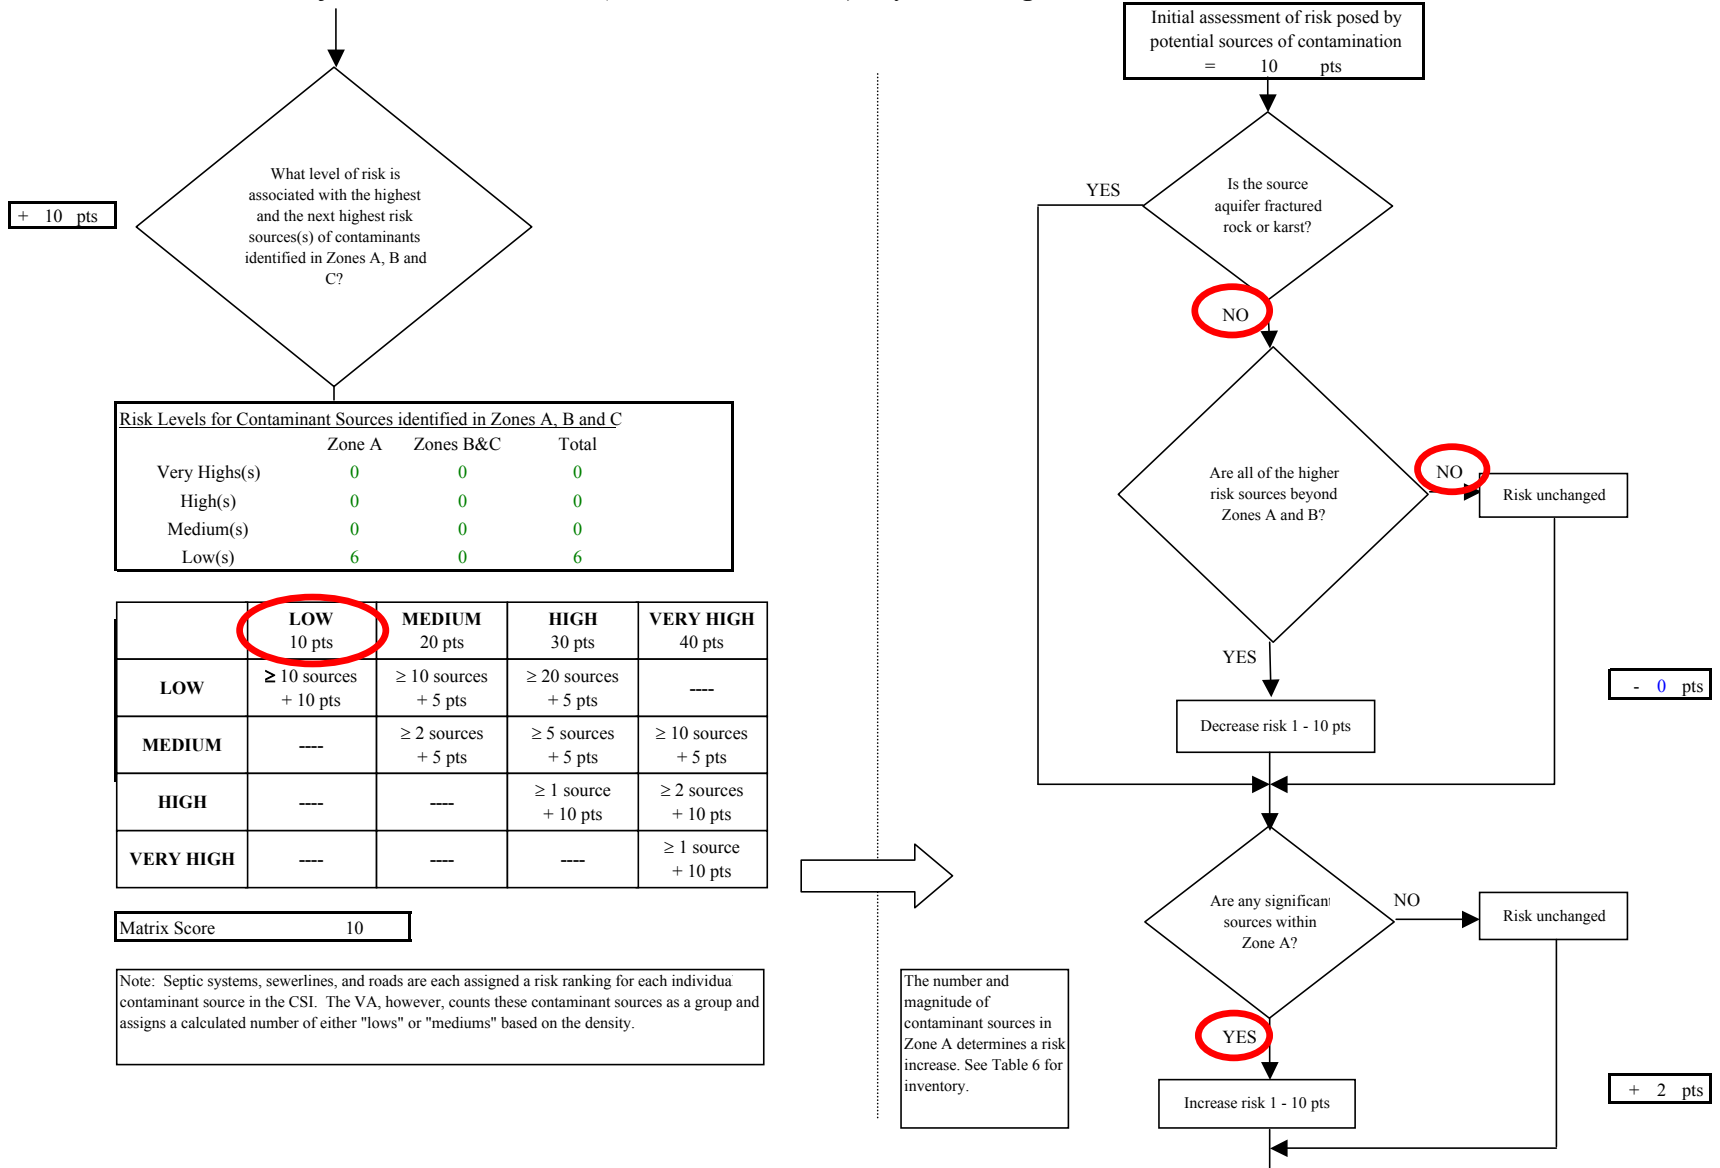 What level of risk is
associated with the highest
and the next highest risk
sources(s) of contaminants
identified in Zones A, B and
C?
+ 10 pts
Risk Levels for Contaminant Sources identified in Zones A, B and C
Zone A Zones B&C Total
Very Highs(s) 0 0 0
High(s) 0 0 0
Medium(s) 0 0 0
Low(s) 6 0 6
LOW MEDIUM HIGH VERY HIGH
10 pts 20 pts 30 pts 40 pts
LOW ≥ 10 sources ≥ 10 sources ≥ 20 sources ----
+ 10 pts + 5 pts + 5 pts
MEDIUM ---- ≥ 2 sources ≥ 5 sources ≥ 10 sources
+ 5 pts + 5 pts + 5 pts
HIGH ---- ---- ≥ 1 source ≥ 2 sources
+ 10 pts + 10 pts
VERY HIGH ---- ---- ---- ≥ 1 source
+ 10 pts
Matrix Score 10
Note: Septic systems, sewerlines, and roads are each assigned a risk ranking for each individua
contaminant source in the CSI. The VA, however, counts these contaminant sources as a group and
assigns a calculated number of either "lows" or "mediums" based on the density.
Initial assessment of risk posed by
potential sources of contamination
= 10 pts
Is the source
aquifer fractured
rock or karst?
YES
NO
Are all of the higher
risk sources beyond
Zones A and B?
NO
Risk unchanged
YES
Decrease risk 1 - 10 pts
- 0 pts
Are any significant
sources within
Zone A?
NO
Risk unchanged
YES
The number and
magnitude of
contaminant sources in
Zone A determines a risk
increase. See Table 6 for
inventory.
Increase risk 1 - 10 pts
+ 2 pts